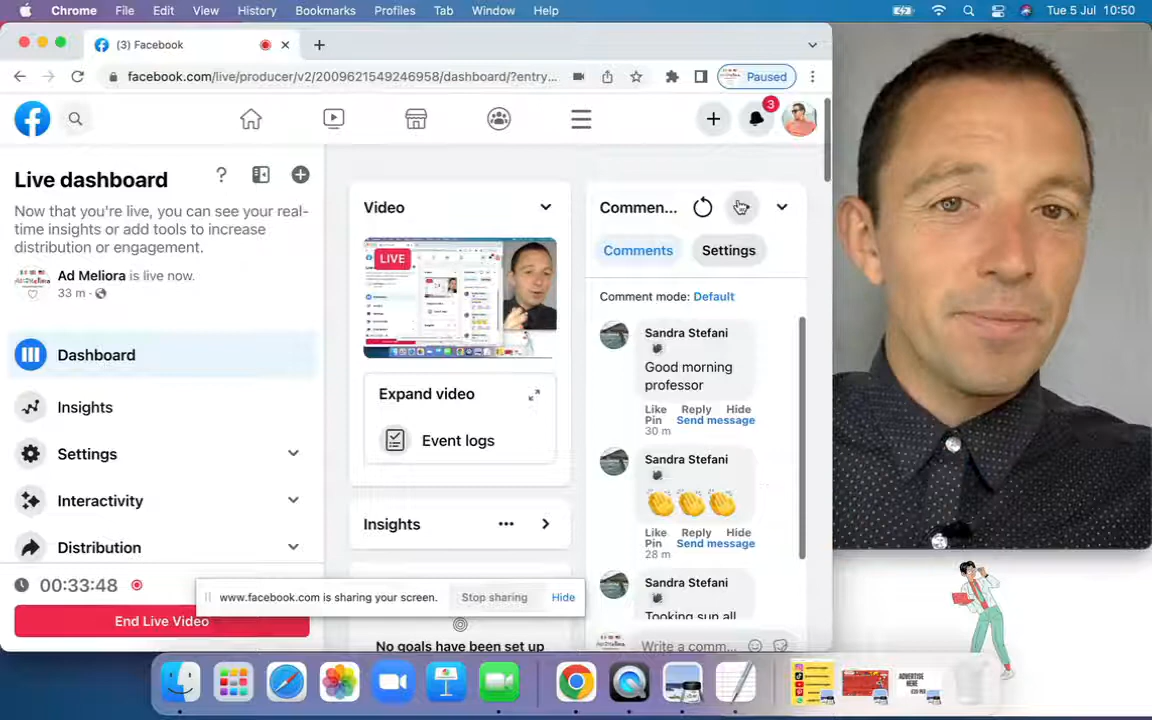 Chrome File Edit View History Bookmarks Profiles Tab Window Help Tue 5 Jul 10:50
(3) Facebook
facebook.com/live/producer/v2/2009621549246958/dashboard/?entry... Paused
3
Live dashboard
Now that you're live, you can see your real-
time insights or add tools to increase
distribution or engagement.
Ad Meliora is live now.
33 m
Dashboard
Insights
Settings
Interactivity
Distribution
00:33:48
End Live Video
Video
LIVE
Expand video
Event logs
Insights
www.facebook.com is sharing your screen. Stop sharing Hide
No goals have been set up
Commen...
Comments Settings
Comment mode: Default
Sandra Stefani
Good morning
professor
Like Reply Hide
Pin Send message
30 m
Sandra Stefani
👏👏👏
Like Reply Hide
Pin Send message
28 m
Sandra Stefani
Tooking sun all
Write a comm...
ADVERTISE
HERE